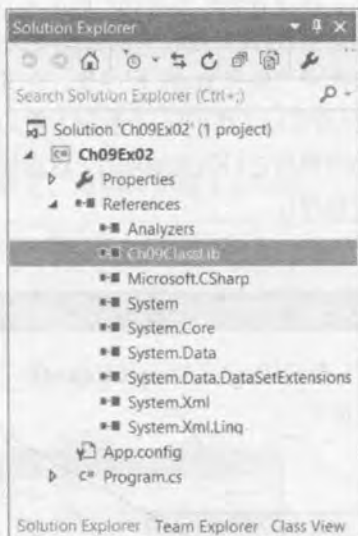 Solution Explorer
Search Solution Explorer (Ctrl+;)
Solution 'Ch09Ex02' (1 project)
C# Ch09Ex02
Properties
References
Analyzers
Ch09ClassLib
Microsoft.CSharp
System
System.Core
System.Data
System.Data.DataSetExtensions
System.Xml
System.Xml.Linq
App.config
C# Program.cs
Solution Explorer Team Explorer Class View